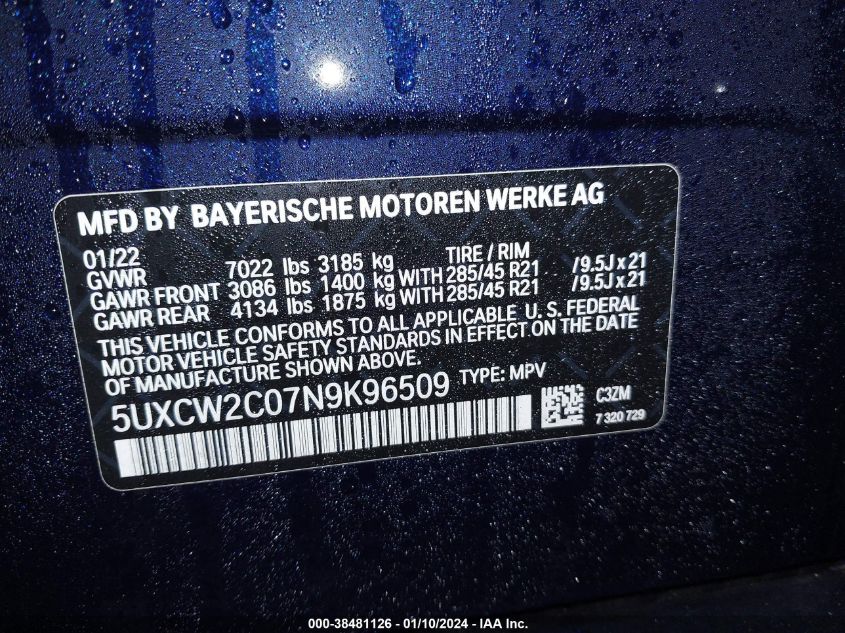 MFD BY BAYERISCHE MOTOREN WERKE AG
01/22 TIRE / RIM
GVWR 7022 lbs 3185 kg
GAWR FRONT 3086 lbs 1400 kg WITH 285/45 R21 /9.5J x 21
GAWR REAR 4134 lbs 1875 kg WITH 285/45 R21 /9.5J x 21
THIS VEHICLE CONFORMS TO ALL APPLICABLE U.S. FEDERAL
MOTOR VEHICLE SAFETY STANDARDS IN EFFECT ON THE DATE
OF MANUFACTURE SHOWN ABOVE.
5UXCW2C07N9K96509 TYPE: MPV
C3ZM
7 320 729
000-38481126 - 01/10/2024 - IAA Inc.